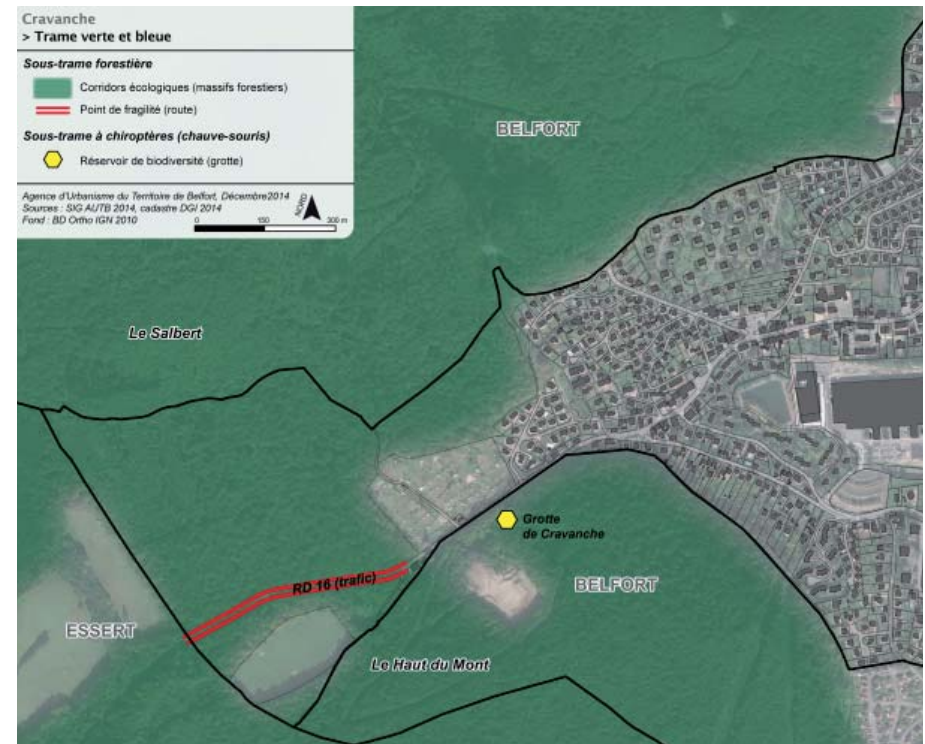 Cravanche
> Trame verte et bleue
Sous-trame forestière
Corridors écologiques (massifs forestiers)
Point de fragilité (route)
Sous-trame à chiroptères (chauve-souris)
Réservoir de biodiversité (grotte)
Agence d'Urbanisme du Territoire de Belfort, Décembre2014
Sources : SIG AUTB 2014, cadastre DGI 2014
Fond : BD Ortho IGN 2010
NORD
0 150 300 m
BELFORT
Le Salbert
Grotte
de Cravanche
RD 16 (trafic)
BELFORT
ESSERT
Le Haut du Mont